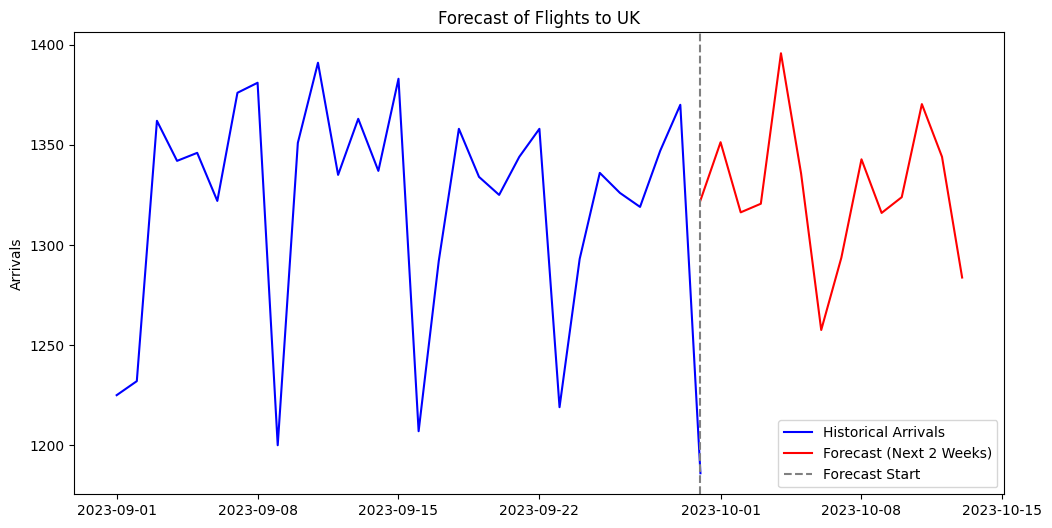 Forecast of Flights to UK
Arrivals
1400
1350
1300
1250
1200
Historical Arrivals
Forecast (Next 2 Weeks)
Forecast Start
2023-09-01 2023-09-08 2023-09-15 2023-09-22 2023-10-01 2023-10-08 2023-10-15